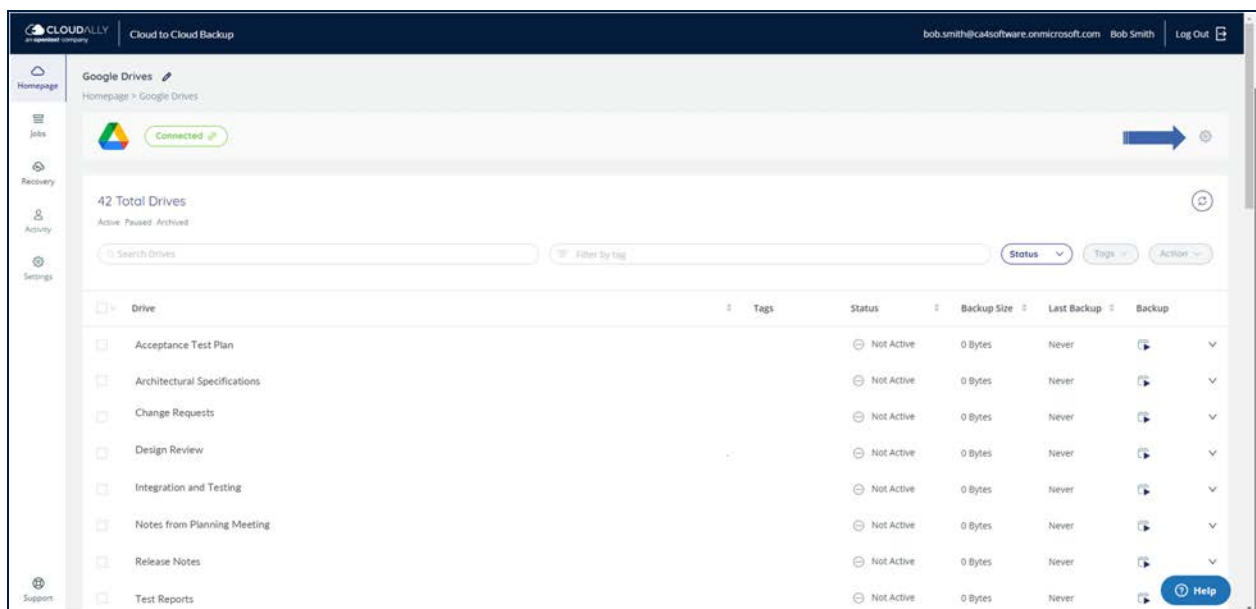 CLOUDALLY Cloud to Cloud Backup bob.smith@ca4software.onmicrosoft.com Bob Smith Log Out
an opentext company
Homepage
Jobs
Recovery
Activity
Settings
Support
Google Drives
Homepage > Google Drives
Connected
42 Total Drives
Active Paused Archived
Search Drives Filter by tag Status Tags Action
Drive Tags Status Backup Size Last Backup Backup
Acceptance Test Plan Not Active 0 Bytes Never
Architectural Specifications Not Active 0 Bytes Never
Change Requests Not Active 0 Bytes Never
Design Review Not Active 0 Bytes Never
Integration and Testing Not Active 0 Bytes Never
Notes from Planning Meeting Not Active 0 Bytes Never
Release Notes Not Active 0 Bytes Never
Test Reports Not Active 0 Bytes Never
Help